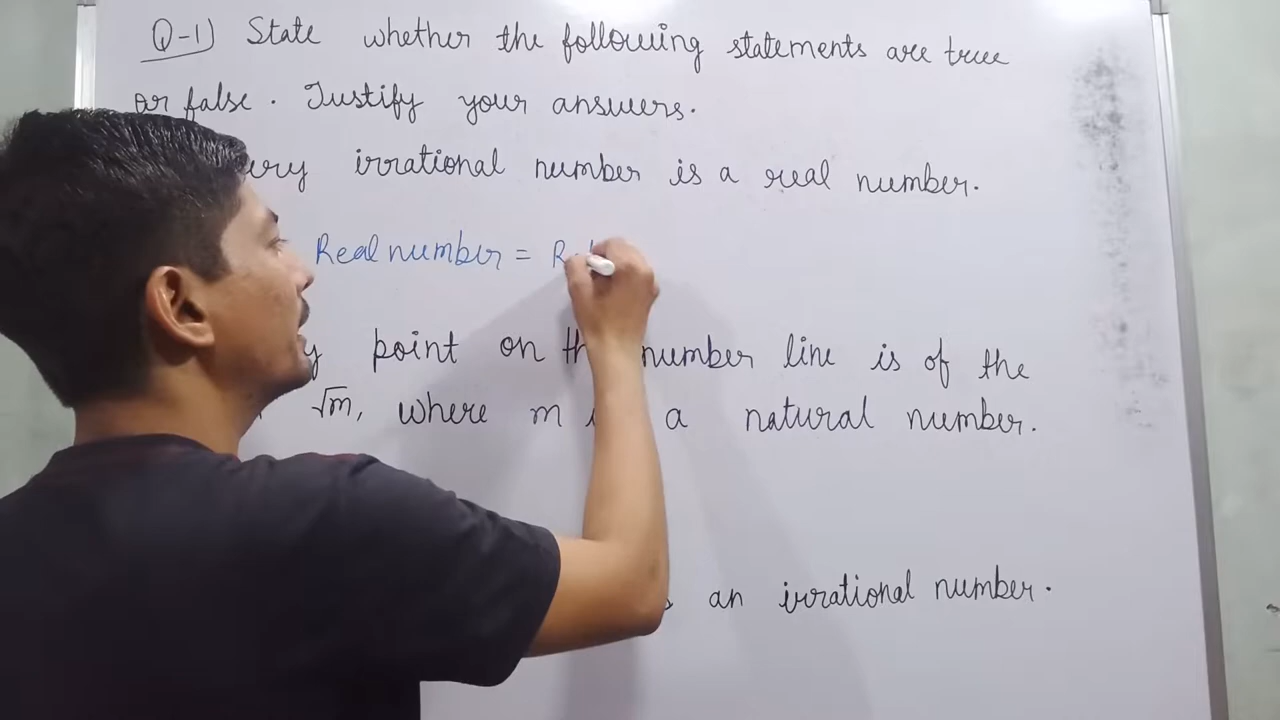 Q-1) State whether the following statements are true
or false. Justify your answers.
irrational number is a real number.
Real number =
point on number line is of the
√m, where m a natural number.
an irrational number.